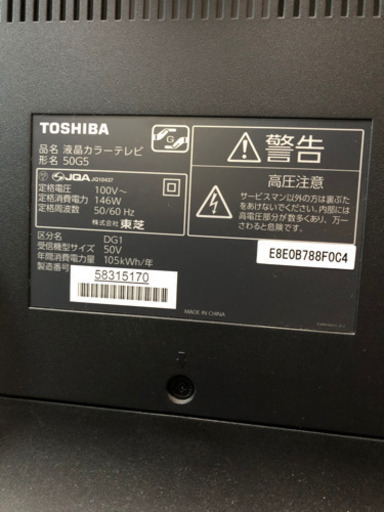 TOSHIBA
品名 液晶カラーテレビ
形名 50G5
G
JQA JQ10437
定格電圧 100V～
定格消費電力 146W
定格周波数 50/60 Hz
株式会社 東芝
区分名 DG1
受信機型サイズ 50V
年間消費電力量 105kWh/年
製造番号
58315170
警告
高圧注意
サービスマン以外の方は裏ぶた
をあけないでください。内部には
高電圧部分が数多くあり、万一
さわると危険です。
E8E0B788F0C4
MADE IN CHINA